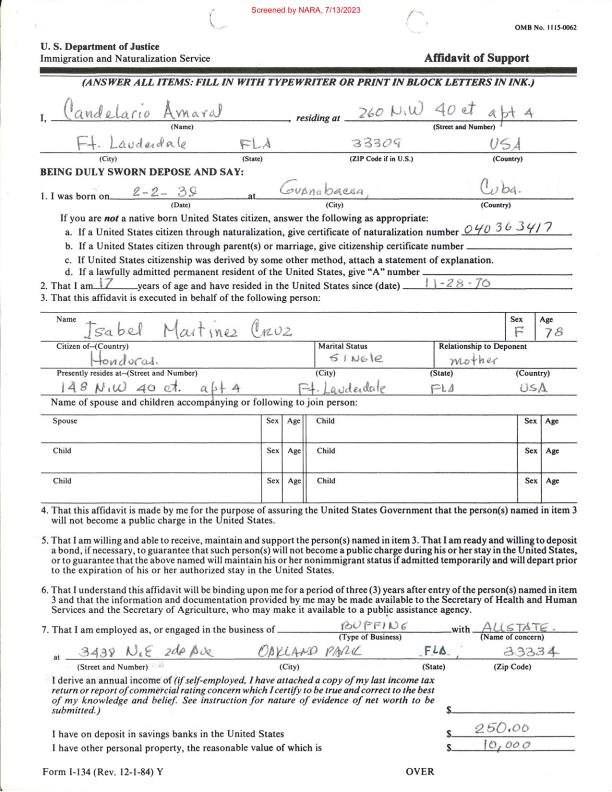 Screened by NARA, 7/13/2023
OMB No. 1115-0062
U. S. Department of Justice
Immigration and Naturalization Service Affidavit of Support
(ANSWER ALL ITEMS: FILL IN WITH TYPEWRITER OR PRINT IN BLOCK LETTERS IN INK.)
I, Candelario Amaral, residing at 260 N.W 40 ct apt 4
(Name) (Street and Number)
Ft. Lauderdale FLA 33309 USA
(City) (State) (ZIP Code if in U.S.) (Country)
BEING DULY SWORN DEPOSE AND SAY:
1. I was born on 2-2-38 at Guanabacoa, Cuba.
(Date) (City) (Country)
If you are not a native born United States citizen, answer the following as appropriate:
a. If a United States citizen through naturalization, give certificate of naturalization number 040363417
b. If a United States citizen through parent(s) or marriage, give citizenship certificate number
c. If United States citizenship was derived by some other method, attach a statement of explanation.
d. If a lawfully admitted permanent resident of the United States, give "A" number
2. That I am 17 years of age and have resided in the United States since (date) 11-28-70
3. That this affidavit is executed in behalf of the following person:
Name Sex Age
Isabel Martinez Cruz F 78
Citizen of--(Country) Marital Status Relationship to Deponent
Honduras. SINGle mother
Presently resides at--(Street and Number) (City) (State) (Country)
148 N.W 40 ct. apt 4 Ft. Lauderdale FLA USA
Name of spouse and children accompanying or following to join person:
Spouse Sex Age Child Sex Age
Child Sex Age Child Sex Age
Child Sex Age Child Sex Age
4. That this affidavit is made by me for the purpose of assuring the United States Government that the person(s) named in item 3
will not become a public charge in the United States.
5. That I am willing and able to receive, maintain and support the person(s) named in item 3. That I am ready and willing to deposit
a bond, if necessary, to guarantee that such person(s) will not become a public charge during his or her stay in the United States,
or to guarantee that the above named will maintain his or her nonimmigrant status if admitted temporarily and will depart prior
to the expiration of his or her authorized stay in the United States.
6. That I understand this affidavit will be binding upon me for a period of three (3) years after entry of the person(s) named in item
3 and that the information and documentation provided by me may be made available to the Secretary of Health and Human
Services and the Secretary of Agriculture, who may make it available to a public assistance agency.
7. That I am employed as, or engaged in the business of BUFFING with ALLSTATE.
(Type of Business) (Name of concern)
at 3438 N.E 2do Ave OAKLAND PARK FLA. 33334
(Street and Number) (City) (State) (Zip Code)
I derive an annual income of (if self-employed, I have attached a copy of my last income tax
return or report of commercial rating concern which I certify to be true and correct to the best
of my knowledge and belief. See instruction for nature of evidence of net worth to be
submitted.) $
I have on deposit in savings banks in the United States $ 250.00
I have other personal property, the reasonable value of which is $ 10,000
Form I-134 (Rev. 12-1-84) Y OVER